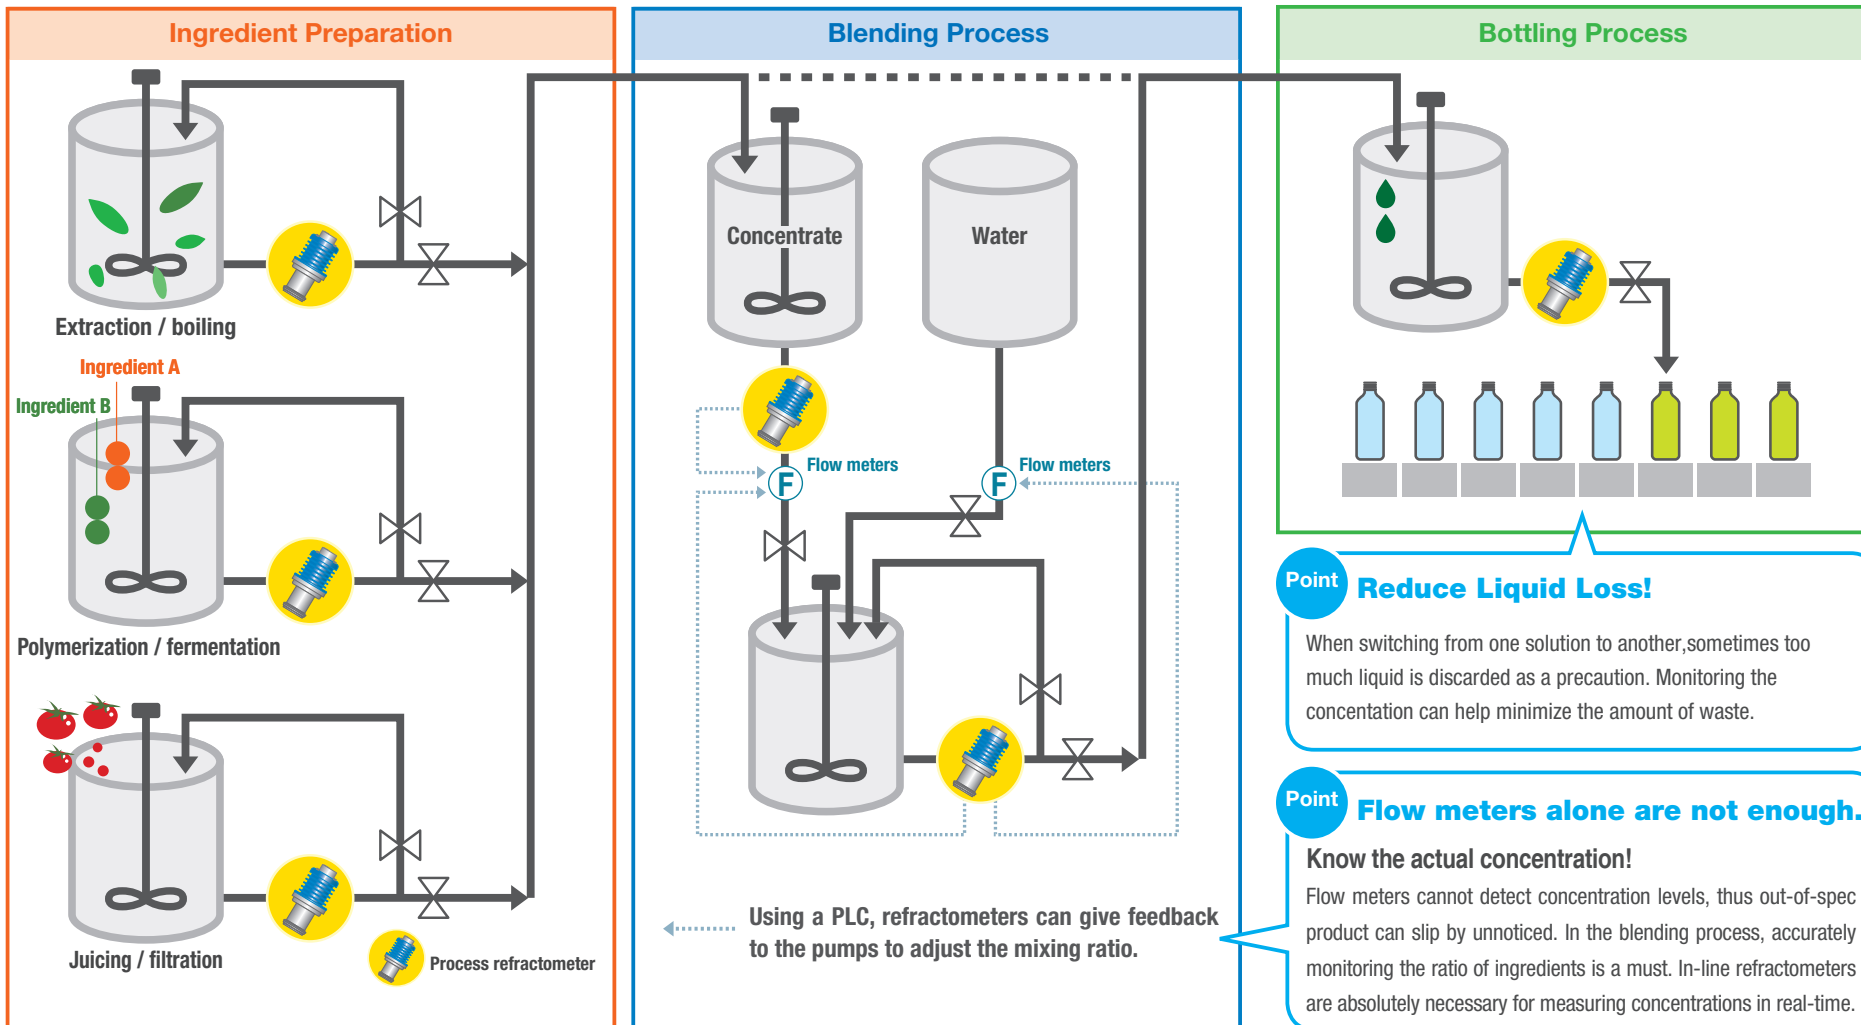 Ingredient Preparation
Extraction / boiling
Ingredient A
Ingredient B
Polymerization / fermentation
Juicing / filtration
Process refractometer
Blending Process
Concentrate
Water
Flow meters
F
Flow meters
F
Using a PLC, refractometers can give feedback
to the pumps to adjust the mixing ratio.
Bottling Process
Point
Reduce Liquid Loss!
When switching from one solution to another,sometimes too
much liquid is discarded as a precaution. Monitoring the
concentation can help minimize the amount of waste.
Point
Flow meters alone are not enough.
Know the actual concentration!
Flow meters cannot detect concentration levels, thus out-of-spec
product can slip by unnoticed. In the blending process, accurately
monitoring the ratio of ingredients is a must. In-line refractometers
are absolutely necessary for measuring concentrations in real-time.